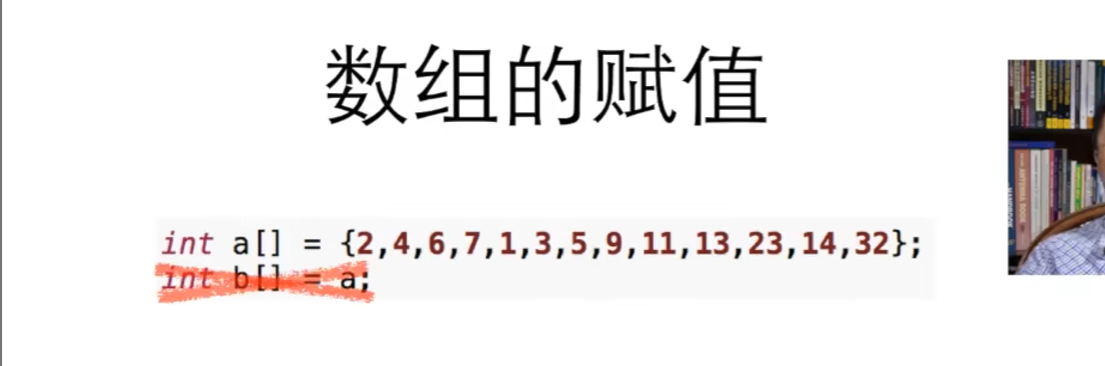 数组的赋值
int a[] = {2,4,6,7,1,3,5,9,11,13,23,14,32};
int b[] = a;